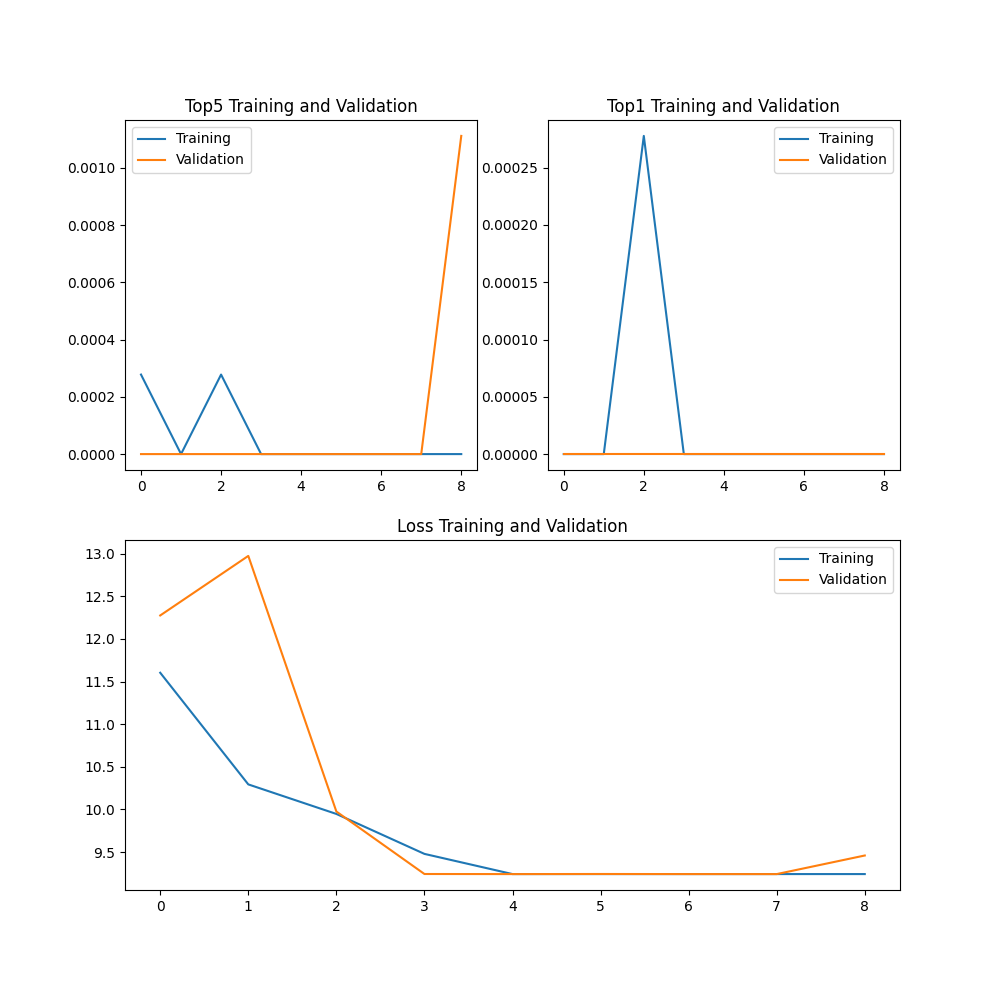 Top5 Training and Validation
Training
Validation
0.0010
0.0008
0.0006
0.0004
0.0002
0.0000
0 2 4 6 8
Top1 Training and Validation
Training
Validation
0.00025
0.00020
0.00015
0.00010
0.00005
0.00000
0 2 4 6 8
Loss Training and Validation
Training
Validation
13.0
12.5
12.0
11.5
11.0
10.5
10.0
9.5
0 1 2 3 4 5 6 7 8